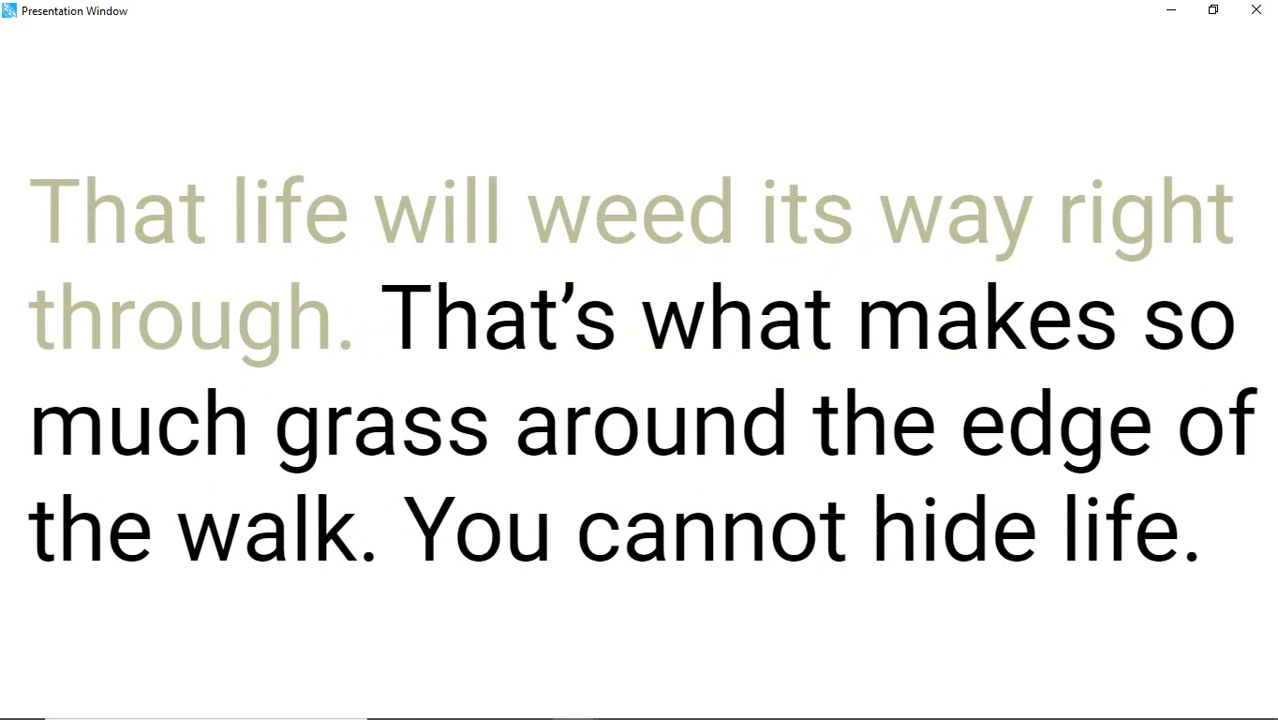 Presentation Window
That life will weed its way right
through. That’s what makes so
much grass around the edge of
the walk. You cannot hide life.